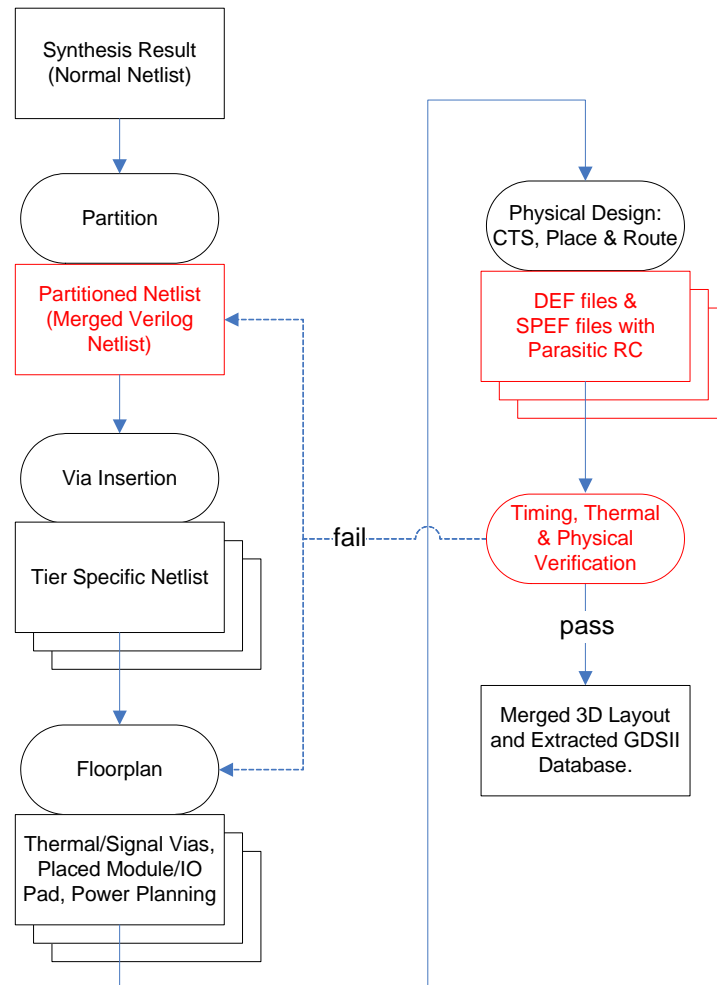 Synthesis Result
(Normal Netlist)
Partition
Partitioned Netlist
(Merged Verilog
Netlist)
Via Insertion
Tier Specific Netlist
Floorplan
Thermal/Signal Vias,
Placed Module/IO
Pad, Power Planning
fail
Physical Design:
CTS, Place & Route
DEF files &
SPEF files with
Parasitic RC
Timing, Thermal
& Physical
Verification
pass
Merged 3D Layout
and Extracted GDSII
Database.